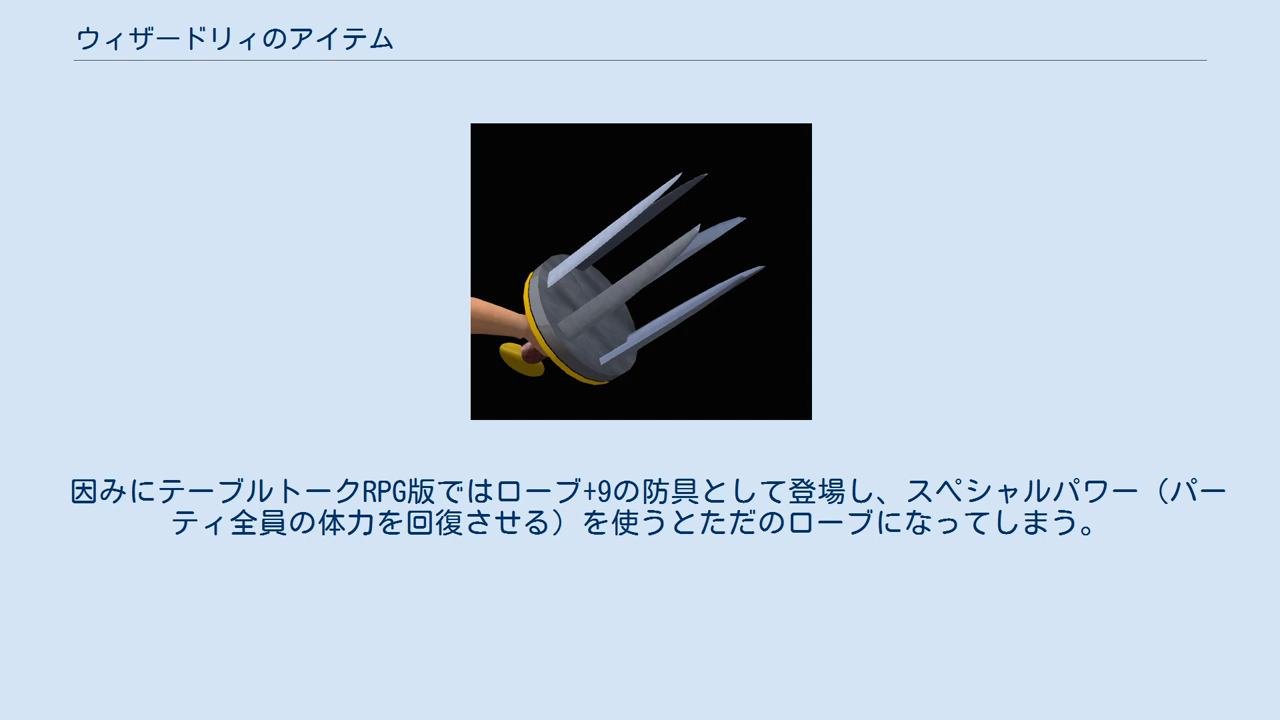 ウィザードリィのアイテム
因みにテーブルトークRPG版ではローブ+9の防具として登場し、スペシャルパワー（パー
ティ全員の体力を回復させる）を使うとただのローブになってしまう。